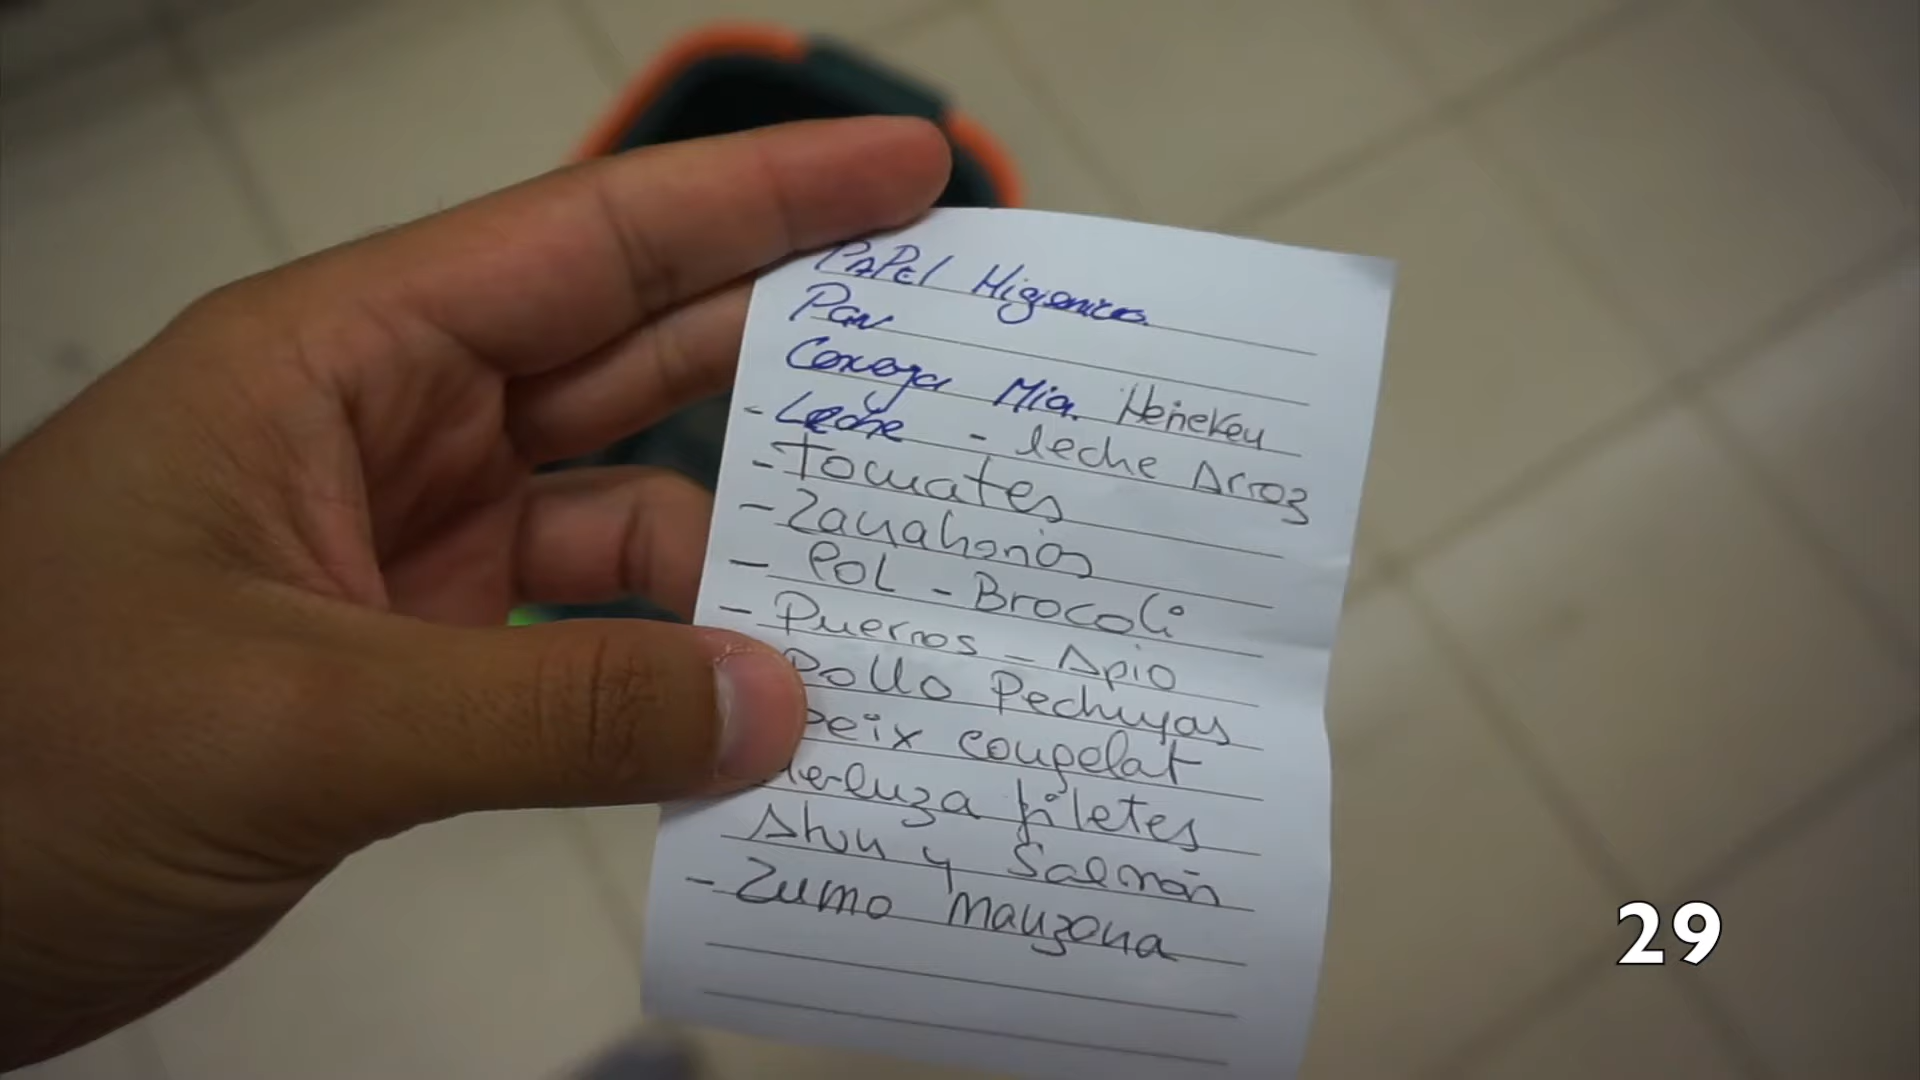 PAPEl Higienico.
Pan
Cerveza Mia. Heineken
- Leche - leche Arroz
- Tomates
- Zanahorias
- COL - Brocoli
- Puerros - Apio
Pollo Pechugas
peix congelat
Merluza filetes
Atun y Salmón
- Zumo Manzana
29